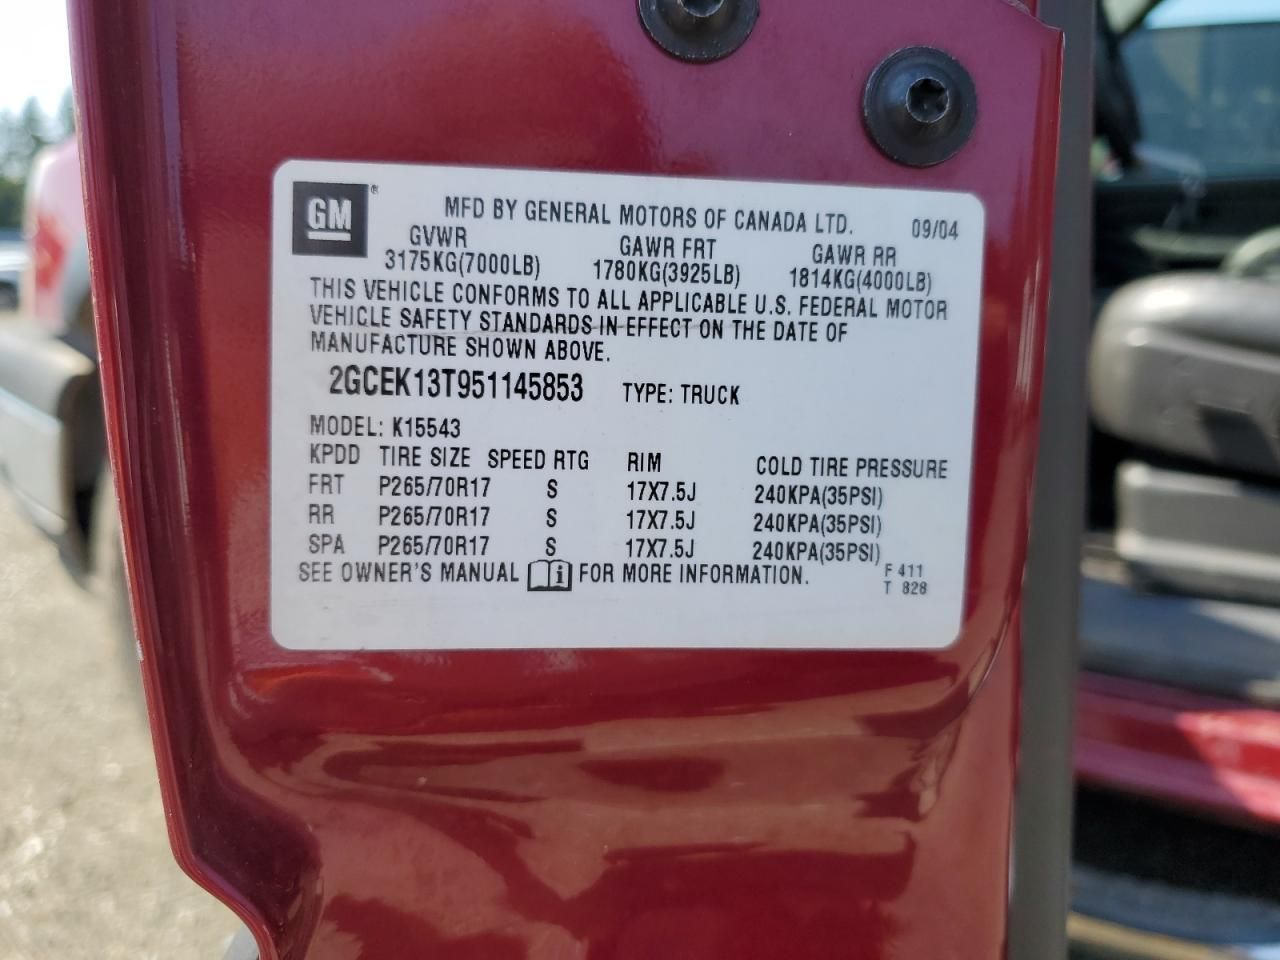 GM® MFD BY GENERAL MOTORS OF CANADA LTD. 09/04
GVWR GAWR FRT GAWR RR
3175KG(7000LB) 1780KG(3925LB) 1814KG(4000LB)
THIS VEHICLE CONFORMS TO ALL APPLICABLE U.S. FEDERAL MOTOR
VEHICLE SAFETY STANDARDS IN EFFECT ON THE DATE OF
MANUFACTURE SHOWN ABOVE.
2GCEK13T951145853 TYPE: TRUCK
MODEL: K15543
KPDD TIRE SIZE SPEED RTG RIM COLD TIRE PRESSURE
FRT P265/70R17 S 17X7.5J 240KPA(35PSI)
RR P265/70R17 S 17X7.5J 240KPA(35PSI)
SPA P265/70R17 S 17X7.5J 240KPA(35PSI)
SEE OWNER'S MANUAL i FOR MORE INFORMATION. F 411
T 828